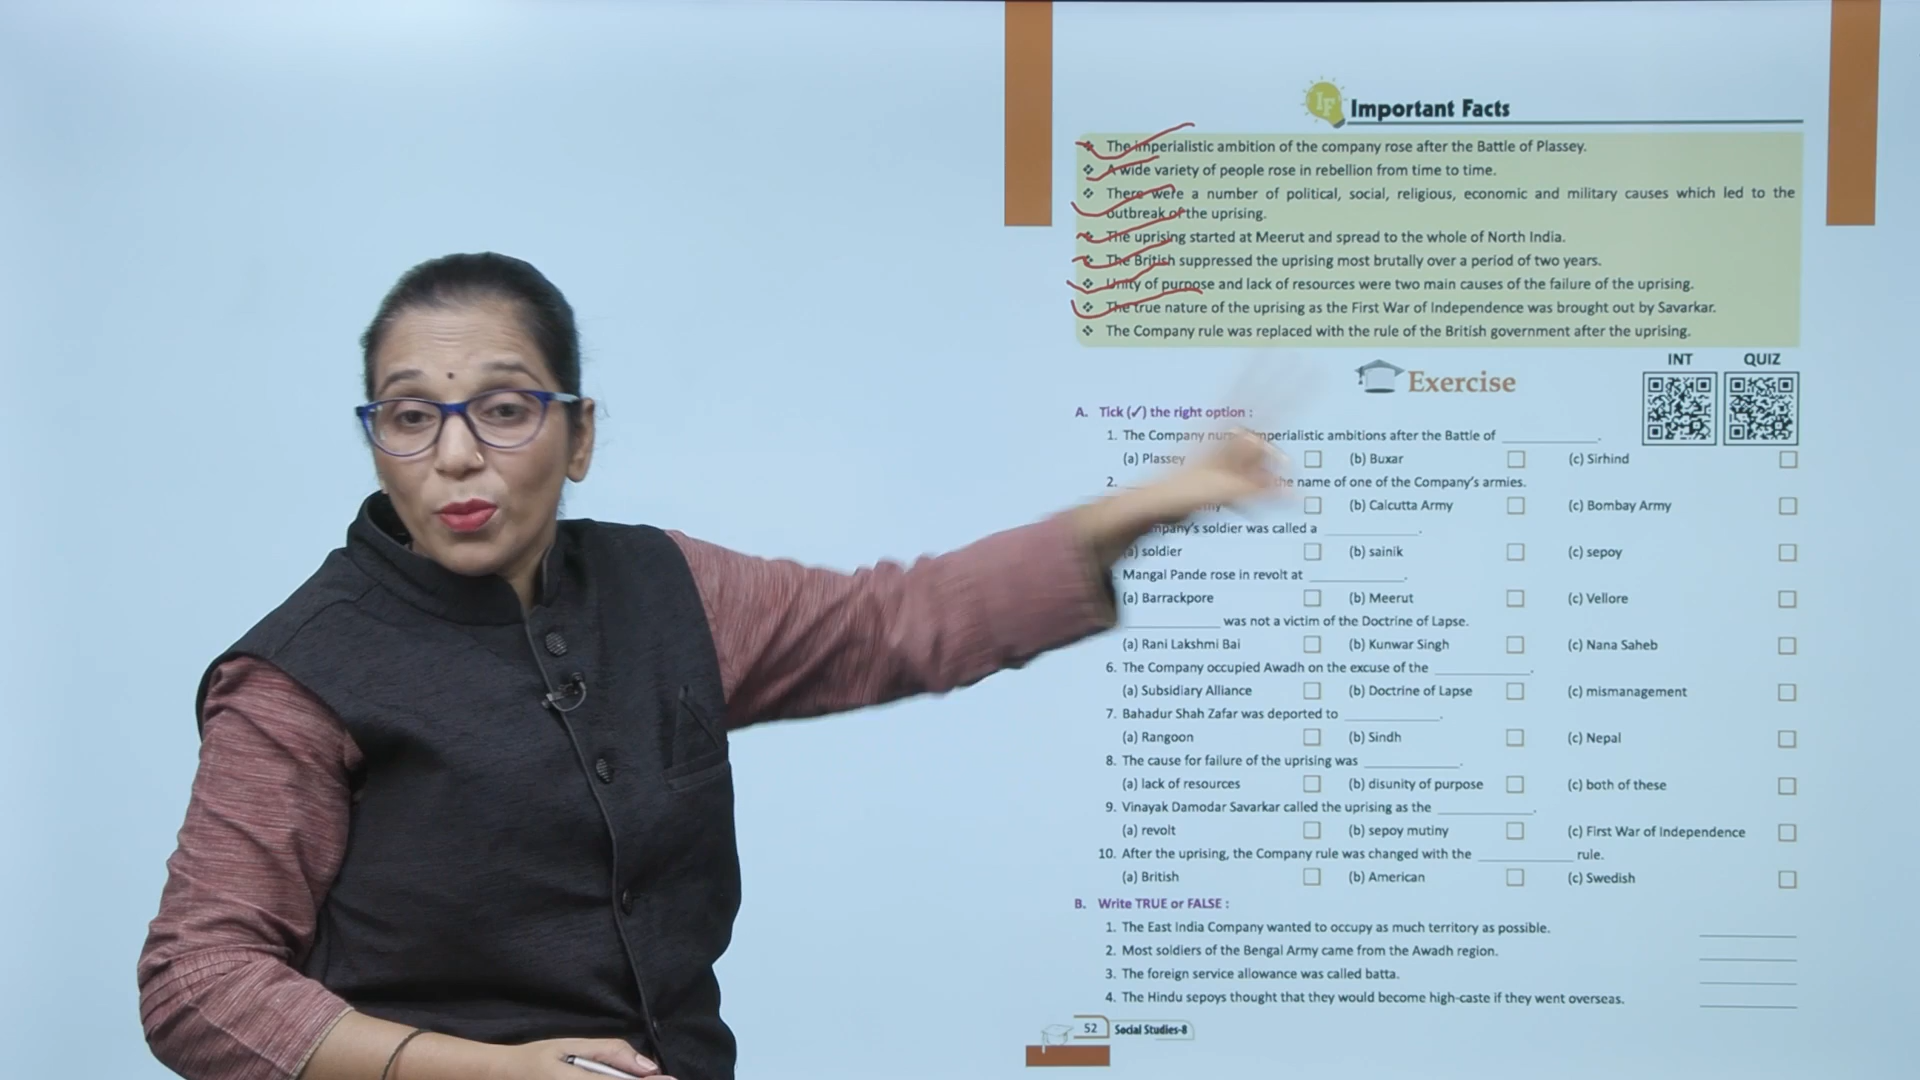 IF Important Facts
The imperialistic ambition of the company rose after the Battle of Plassey.
A wide variety of people rose in rebellion from time to time.
There were a number of political, social, religious, economic and military causes which led to the
outbreak of the uprising.
The uprising started at Meerut and spread to the whole of North India.
The British suppressed the uprising most brutally over a period of two years.
Unity of purpose and lack of resources were two main causes of the failure of the uprising.
The true nature of the uprising as the First War of Independence was brought out by Savarkar.
The Company rule was replaced with the rule of the British government after the uprising.
INT QUIZ
Exercise
A. Tick (✓) the right option :
1. The Company imperialistic ambitions after the Battle of ____________.
(a) Plassey (b) Buxar (c) Sirhind
2. the name of one of the Company's armies.
(b) Calcutta Army (c) Bombay Army
soldier was called a ____________.
(a) soldier (b) sainik (c) sepoy
Mangal Pande rose in revolt at ____________.
(a) Barrackpore (b) Meerut (c) Vellore
____________ was not a victim of the Doctrine of Lapse.
(a) Rani Lakshmi Bai (b) Kunwar Singh (c) Nana Saheb
6. The Company occupied Awadh on the excuse of the ____________.
(a) Subsidiary Alliance (b) Doctrine of Lapse (c) mismanagement
7. Bahadur Shah Zafar was deported to ____________.
(a) Rangoon (b) Sindh (c) Nepal
8. The cause for failure of the uprising was ____________.
(a) lack of resources (b) disunity of purpose (c) both of these
9. Vinayak Damodar Savarkar called the uprising as the ____________.
(a) revolt (b) sepoy mutiny (c) First War of Independence
10. After the uprising, the Company rule was changed with the ____________ rule.
(a) British (b) American (c) Swedish
B. Write TRUE or FALSE :
1. The East India Company wanted to occupy as much territory as possible. ____________
2. Most soldiers of the Bengal Army came from the Awadh region. ____________
3. The foreign service allowance was called batta. ____________
4. The Hindu sepoys thought that they would become high-caste if they went overseas. ____________
52 Social Studies-8